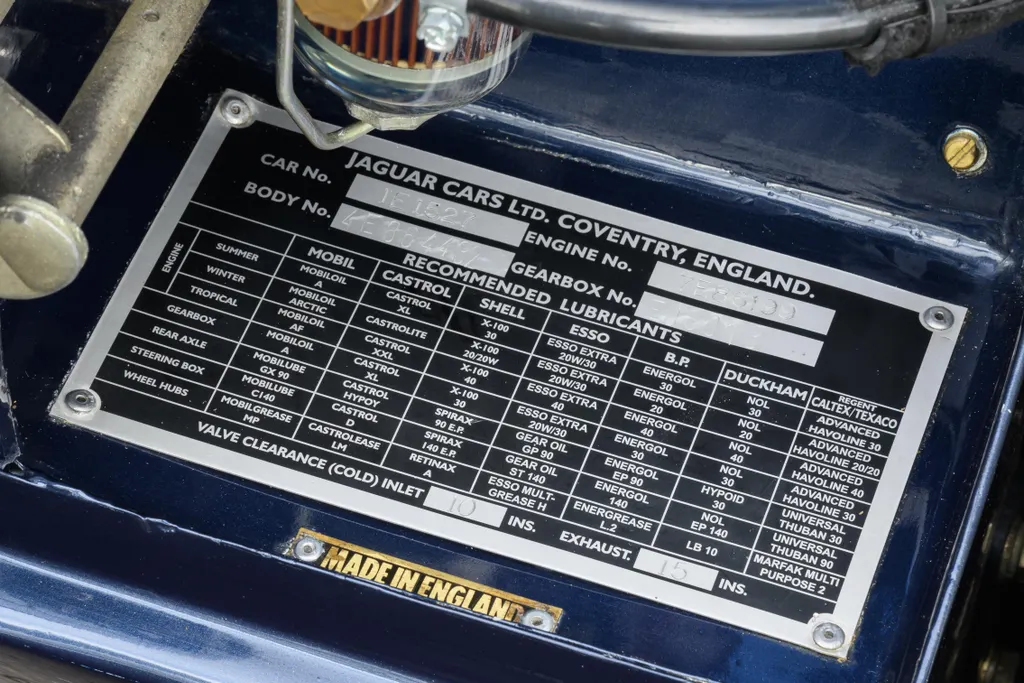 JAGUAR CARS LTD. COVENTRY, ENGLAND.
CAR No. 1E1527 ENGINE No.
BODY No. GEARBOX No.
RECOMMENDED LUBRICANTS
MOBIL CASTROL SHELL ESSO B.P. DUCKHAM REGENT CALTEX/TEXACO
ENGINE
SUMMER MOBILOIL A CASTROL XL X-100 30 ESSO EXTRA 20W/30 ENERGOL 30 NOL 30 ADVANCED HAVOLINE 30
WINTER MOBILOIL ARCTIC CASTROLITE X-100 20/20W ESSO EXTRA 20W/30 ENERGOL 20 NOL 20 ADVANCED HAVOLINE 20/20
TROPICAL MOBILOIL AF CASTROL XXL X-100 40 ESSO EXTRA 40 ENERGOL 40 NOL 40 ADVANCED HAVOLINE 40
GEARBOX MOBILOIL A CASTROL XL X-100 30 ESSO EXTRA 20W/30 ENERGOL 30 NOL 30 ADVANCED HAVOLINE 30
REAR AXLE MOBILUBE GX 90 CASTROL HYPOY SPIRAX 90 E.P. GEAR OIL GP 90 ENERGOL EP 90 HYPOID 30 UNIVERSAL THUBAN 30
STEERING BOX MOBILUBE C140 CASTROL D SPIRAX 140 E.P. GEAR OIL ST 140 ENERGOL 140 NOL EP 140 UNIVERSAL THUBAN 90
WHEEL HUBS MOBILGREASE MP CASTROLEASE LM RETINAX A ESSO MULT-GREASE H ENERGREASE L.2 LB 10 MARFAK MULTI PURPOSE 2
VALVE CLEARANCE (COLD) INLET 10 INS. EXHAUST. 15 INS.
MADE IN ENGLAND